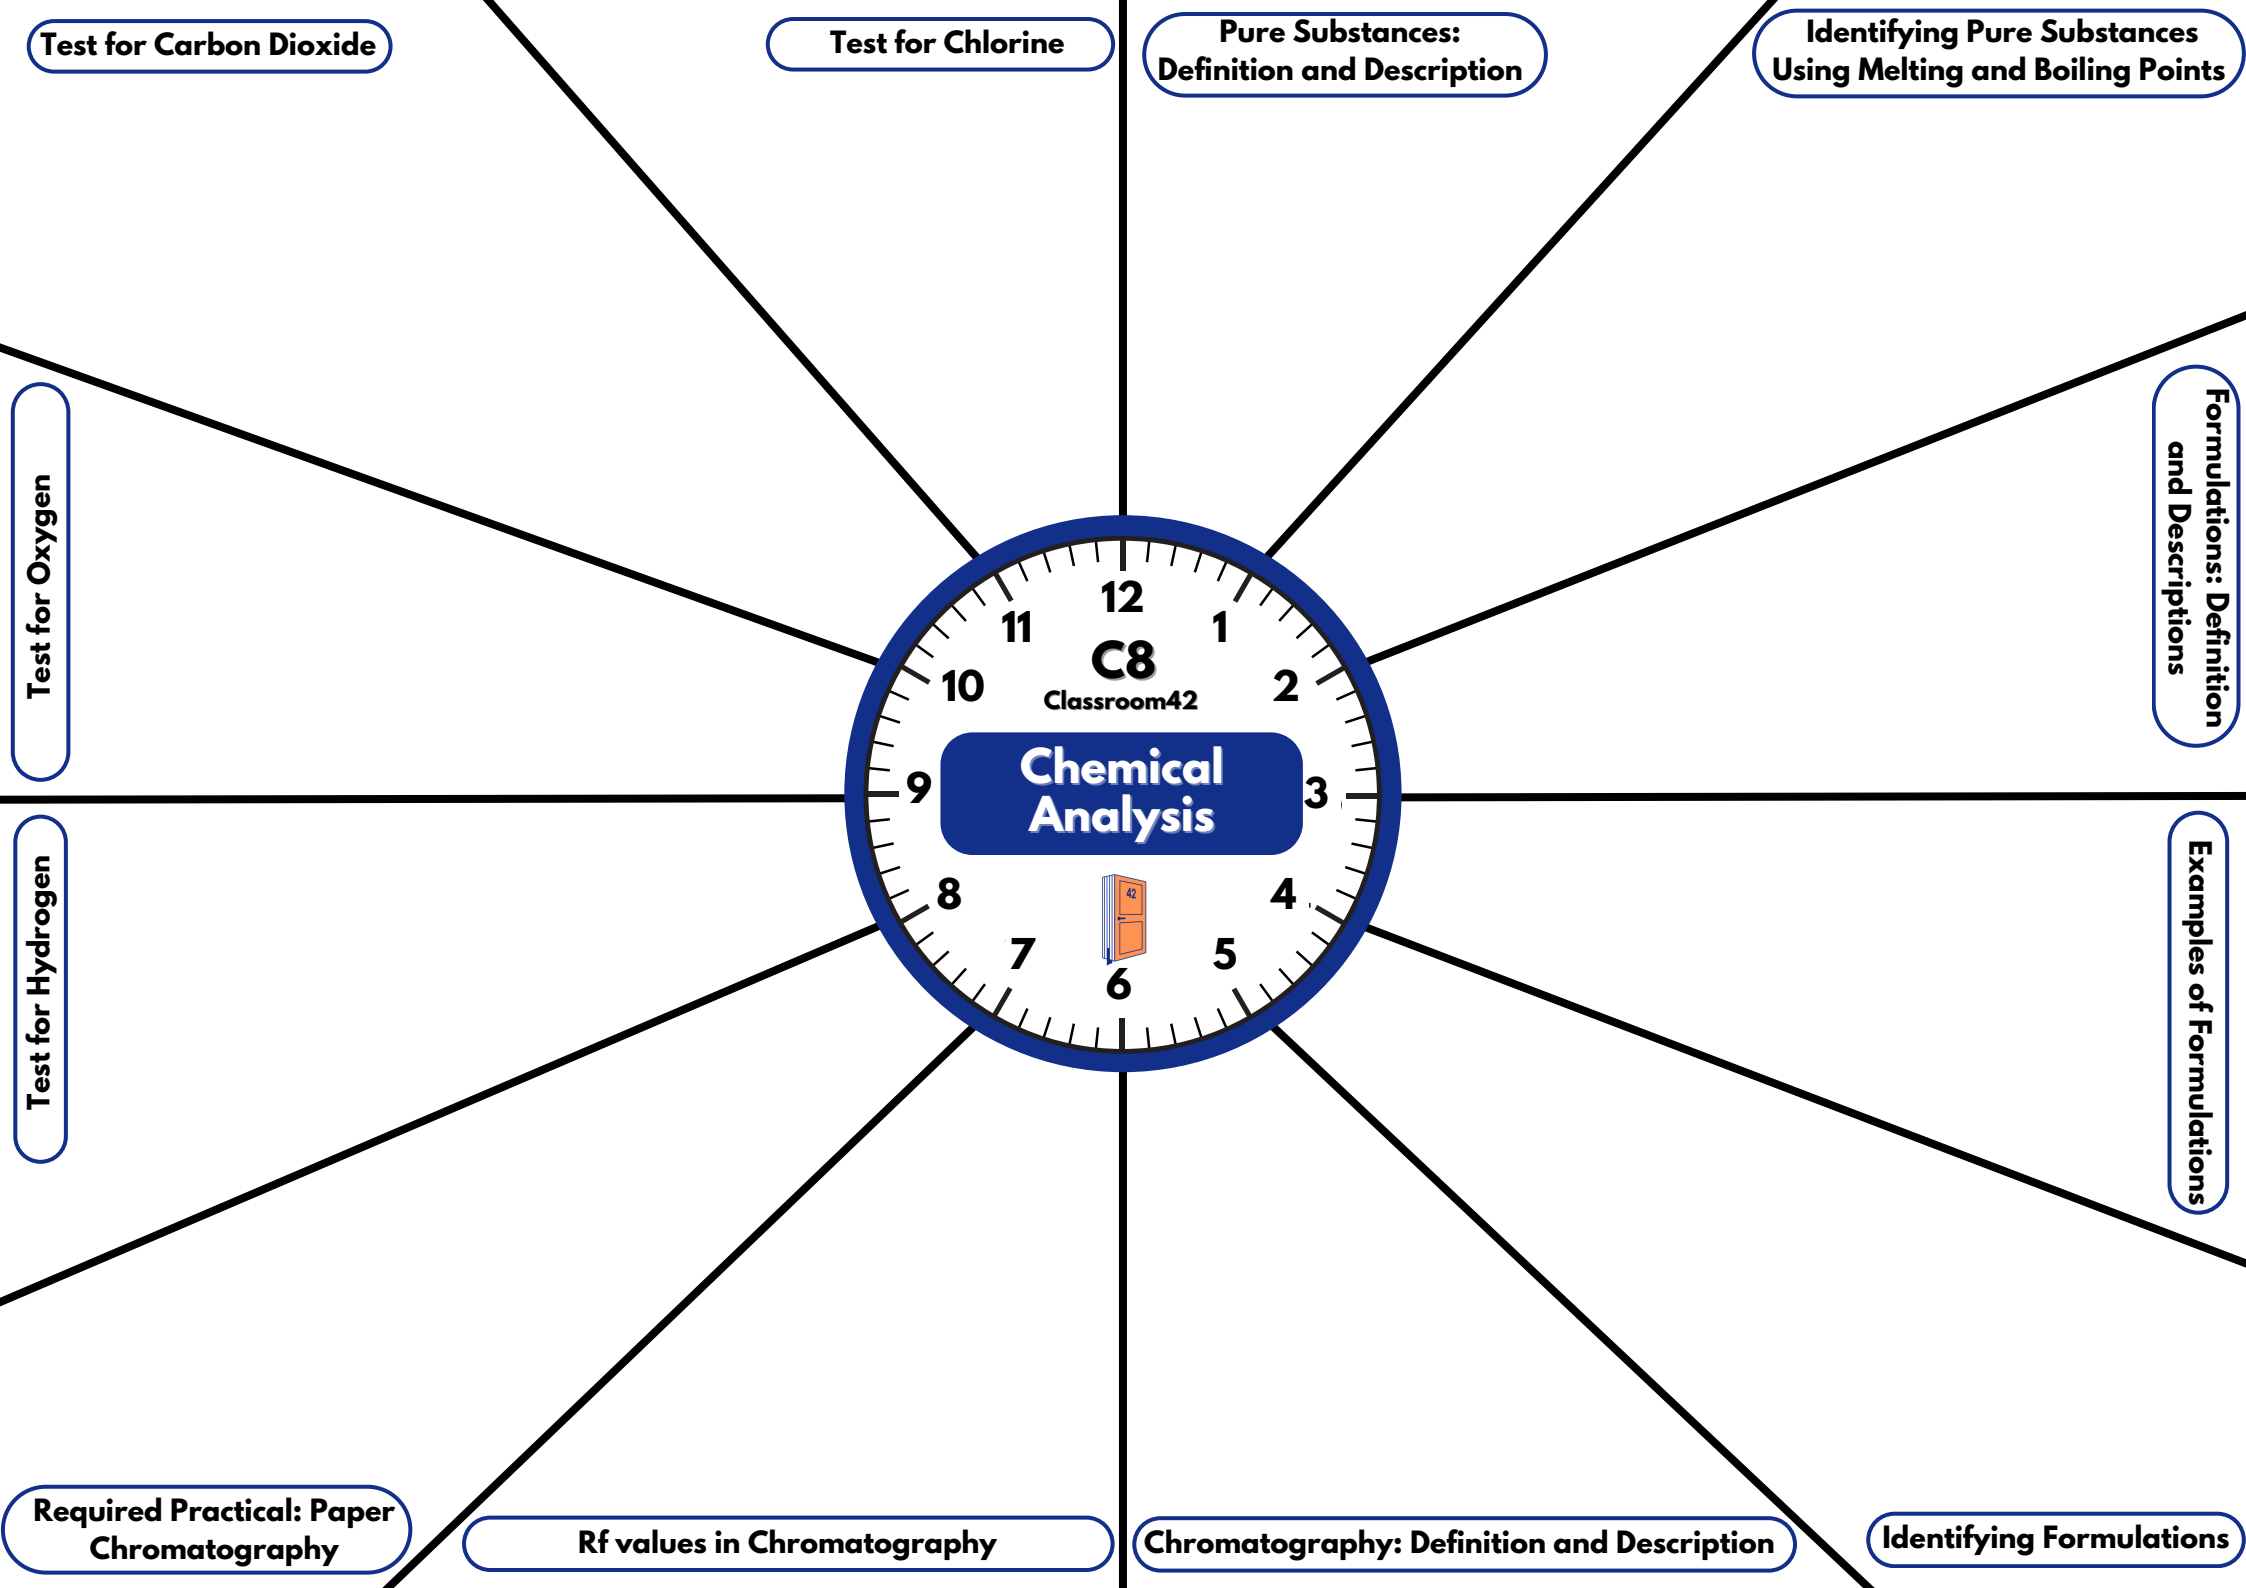 Test for Carbon Dioxide
Test for Chlorine
Pure Substances:
Definition and Description
Identifying Pure Substances
Using Melting and Boiling Points
Formulations: Definition
and Descriptions
Examples of Formulations
Identifying Formulations
Chromatography: Definition and Description
Rf values in Chromatography
Required Practical: Paper
Chromatography
Test for Hydrogen
Test for Oxygen
12
1
2
3
4
5
6
7
8
9
10
11
C8
Classroom42
Chemical
Analysis
42